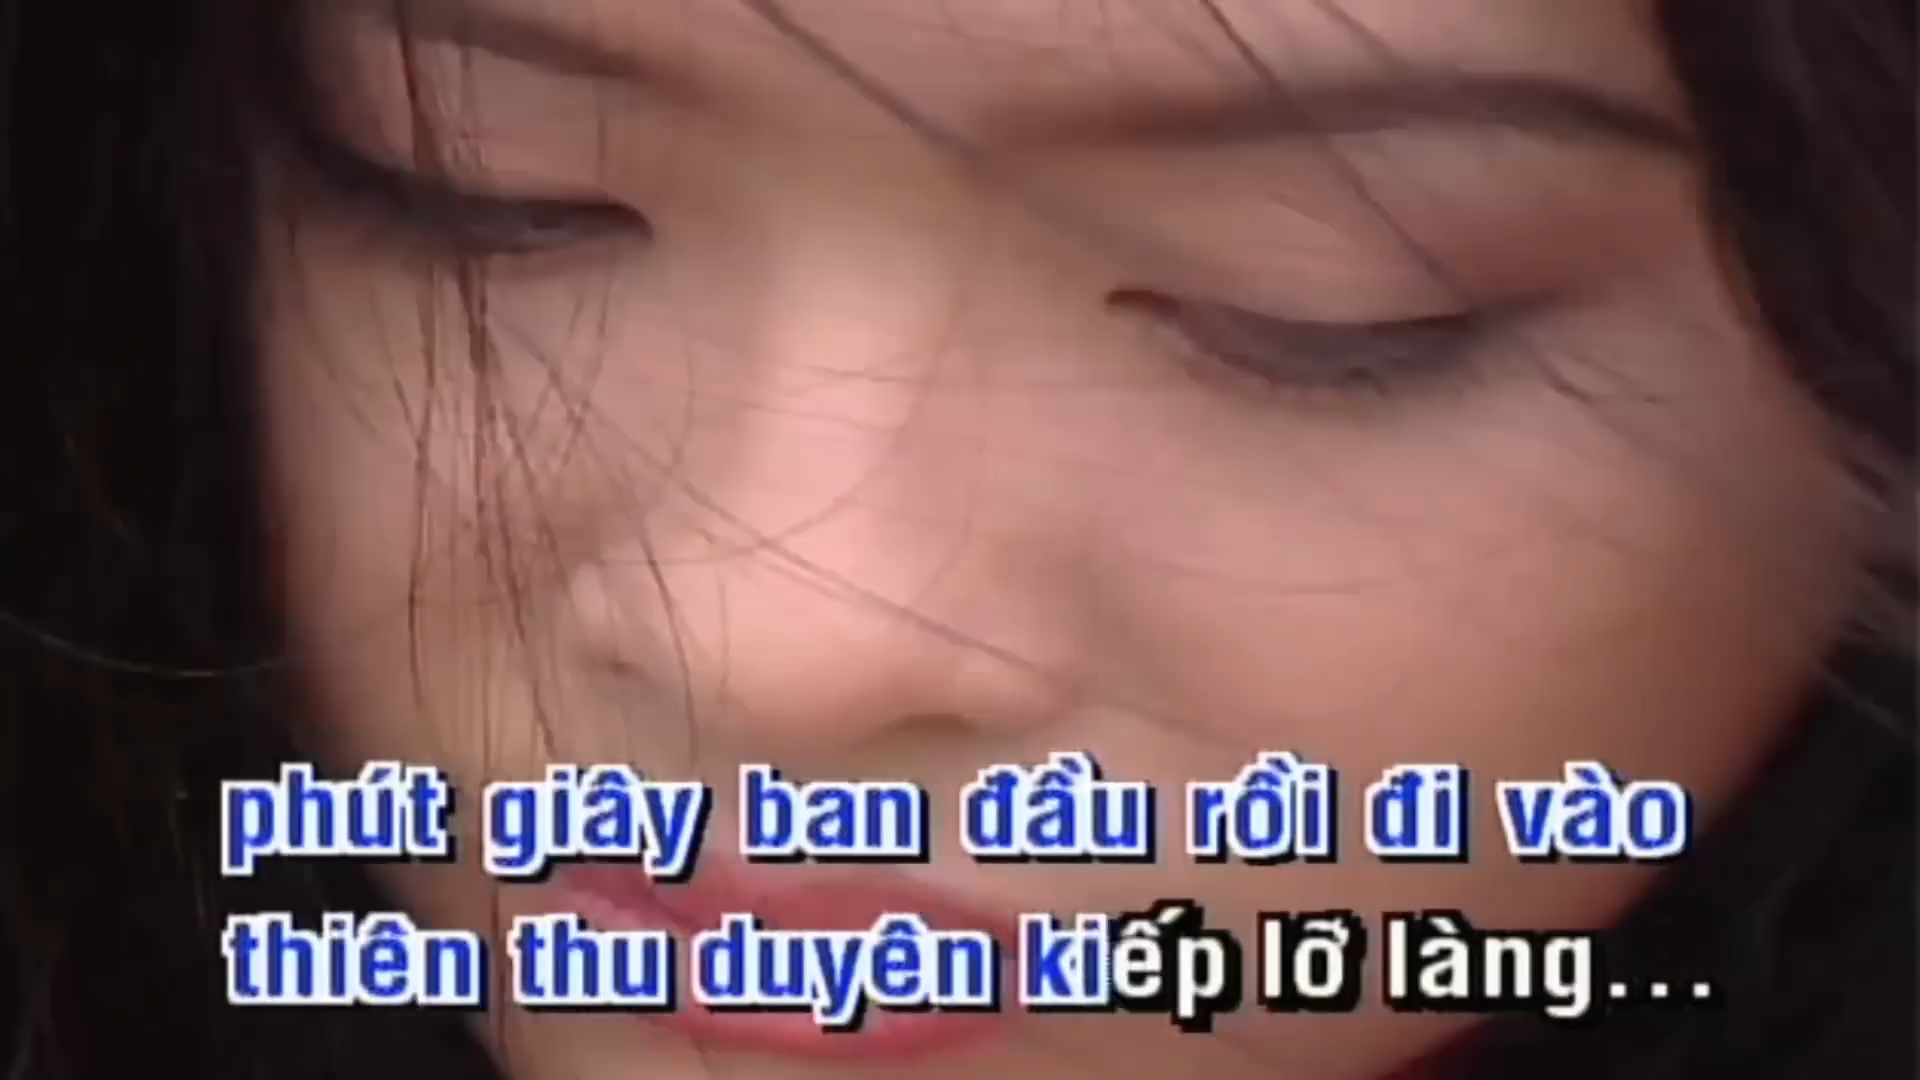 phút giây ban đầu rồi đi vào
thiên thu duyên kiếp lỡ làng...